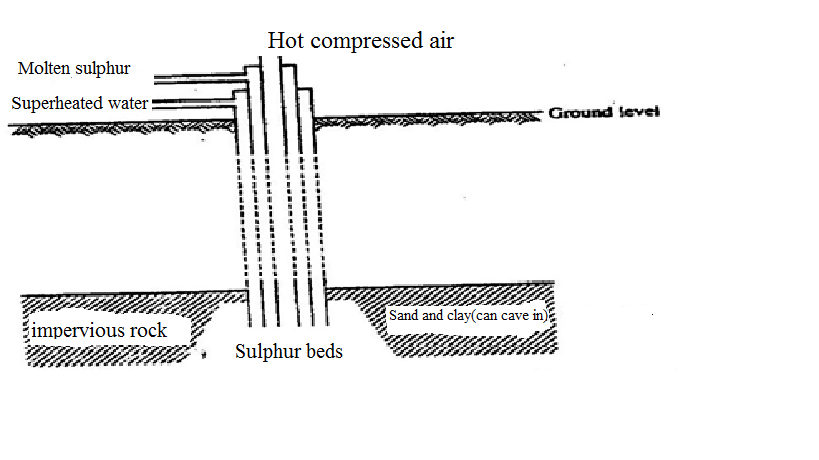 Hot compressed air
Molten sulphur
Superheated water
Ground level
Sand and clay(can cave in)
impervious rock
Sulphur beds